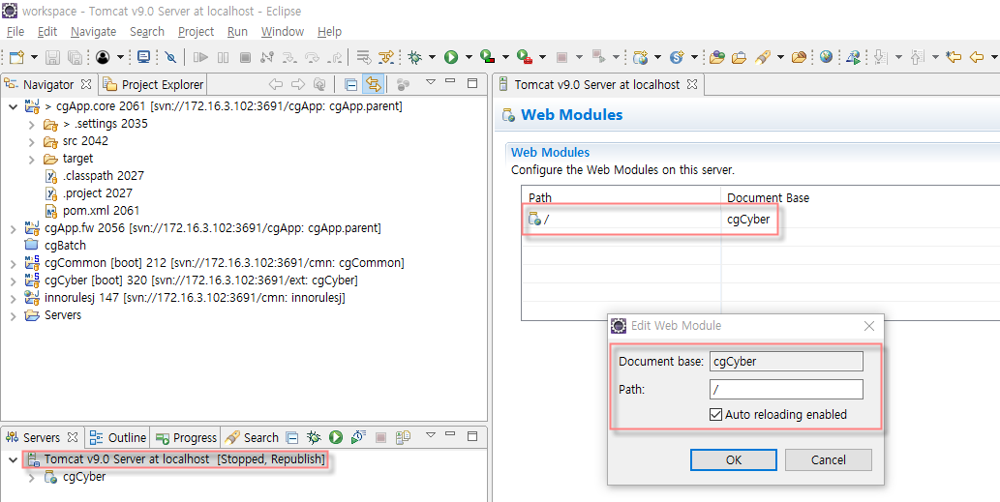 workspace - Tomcat v9.0 Server at localhost - Eclipse
File Edit Navigate Search Project Run Window Help
Navigator Project Explorer
> cgApp.core 2061 [svn://172.16.3.102:3691/cgApp: cgApp.parent]
> .settings 2035
src 2042
target
.classpath 2027
.project 2027
pom.xml 2061
cgApp.fw 2056 [svn://172.16.3.102:3691/cgApp: cgApp.parent]
cgBatch
cgCommon [boot] 212 [svn://172.16.3.102:3691/cmn: cgCommon]
cgCyber [boot] 320 [svn://172.16.3.102:3691/ext: cgCyber]
innorulesj 147 [svn://172.16.3.102:3691/cmn: innorulesj]
Servers
Servers Outline Progress Search
Tomcat v9.0 Server at localhost [Stopped, Republish]
cgCyber
Tomcat v9.0 Server at localhost
Web Modules
Web Modules
Configure the Web Modules on this server.
Path Document Base
/ cgCyber
Edit Web Module
Document base: cgCyber
Path: /
Auto reloading enabled
OK Cancel